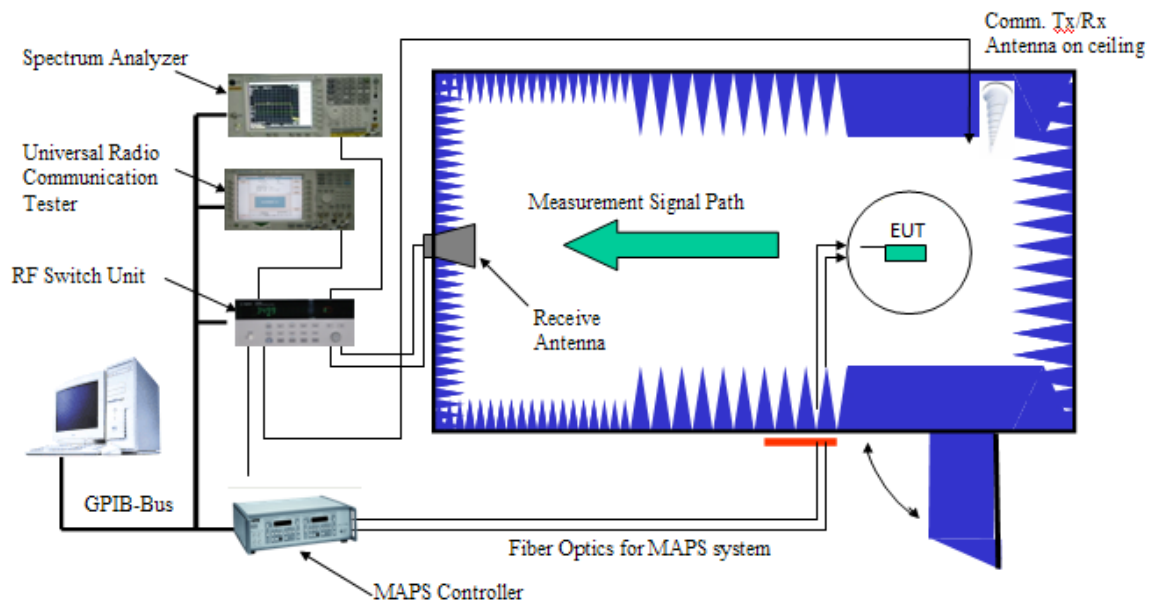 Comm. Tx/Rx
Antenna on ceiling
Spectrum Analyzer
Universal Radio
Communication
Tester
Measurement Signal Path
EUT
RF Switch Unit
Receive
Antenna
GPIB-Bus
Fiber Optics for MAPS system
MAPS Controller